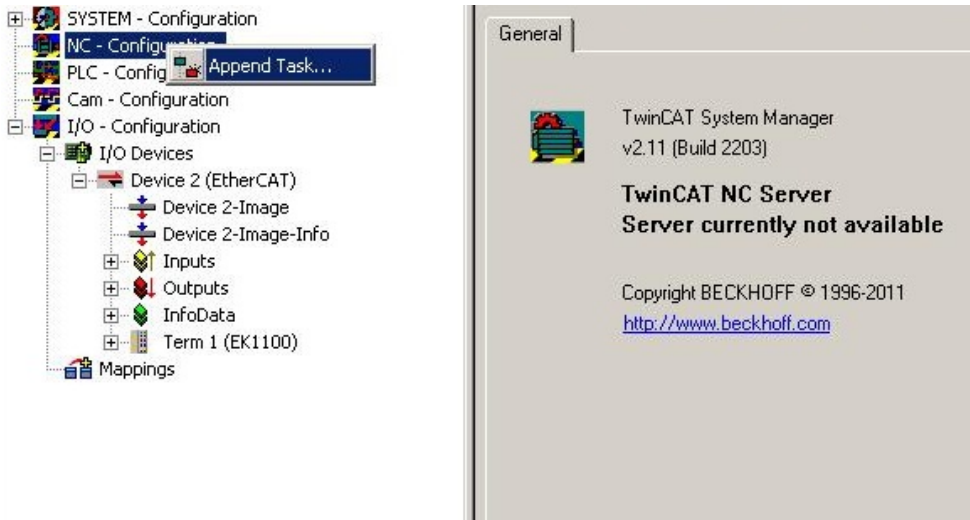 SYSTEM - Configuration
NC - Configuration
Append Task...
PLC - Config
Cam - Configuration
I/O - Configuration
I/O Devices
Device 2 (EtherCAT)
Device 2-Image
Device 2-Image-Info
Inputs
Outputs
InfoData
Term 1 (EK1100)
Mappings
General
TwinCAT System Manager
v2.11 (Build 2203)
TwinCAT NC Server
Server currently not available
Copyright BECKHOFF © 1996-2011
http://www.beckhoff.com